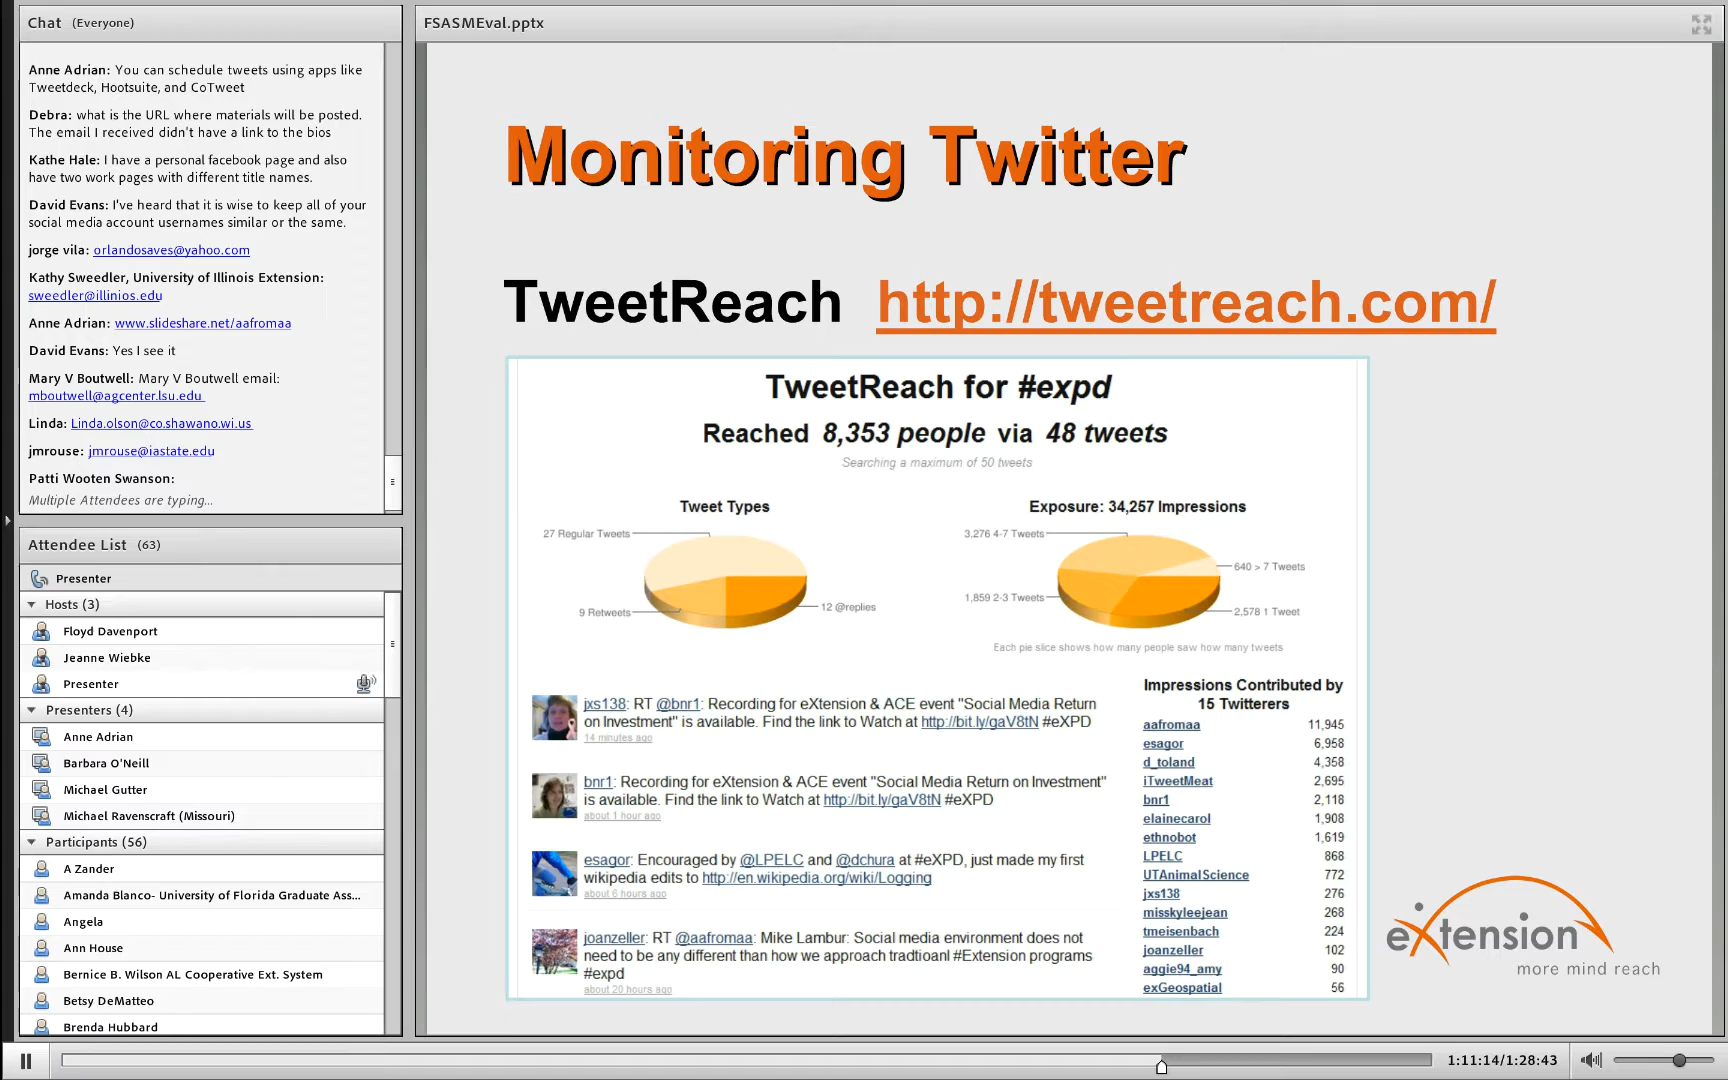 Chat (Everyone)
Anne Adrian: You can schedule tweets using apps like
Tweetdeck, Hootsuite, and CoTweet
Debra: what is the URL where materials will be posted.
The email I received didn't have a link to the bios
Kathe Hale: I have a personal facebook page and also
have two work pages with different title names.
David Evans: I've heard that it is wise to keep all of your
social media account usernames similar or the same.
jorge vila: orlandosaves@yahoo.com
Kathy Sweedler, University of Illinois Extension:
sweedler@illinios.edu
Anne Adrian: www.slideshare.net/aafromaa
David Evans: Yes I see it
Mary V Boutwell: Mary V Boutwell email:
mboutwell@agcenter.lsu.edu
Linda: Linda.olson@co.shawano.wi.us
jmrouse: jmrouse@iastate.edu
Patti Wooten Swanson:
Multiple Attendees are typing...
Attendee List (63)
Presenter
Hosts (3)
Floyd Davenport
Jeanne Wiebke
Presenter
Presenters (4)
Anne Adrian
Barbara O'Neill
Michael Gutter
Michael Ravenscraft (Missouri)
Participants (56)
A Zander
Amanda Blanco- University of Florida Graduate Ass...
Angela
Ann House
Bernice B. Wilson AL Cooperative Ext. System
Betsy DeMatteo
Brenda Hubbard
FSASMEval.pptx
Monitoring Twitter
TweetReach http://tweetreach.com/
TweetReach for #expd
Reached 8,353 people via 48 tweets
Searching a maximum of 50 tweets
Tweet Types
27 Regular Tweets
9 Retweets
12 @replies
Exposure: 34,257 Impressions
3,276 4-7 Tweets
640 > 7 Tweets
1,859 2-3 Tweets
2,578 1 Tweet
Each pie slice shows how many people saw how many tweets
jxs138: RT @bnr1: Recording for eXtension & ACE event "Social Media Return
on Investment" is available. Find the link to Watch at http://bit.ly/gaV8tN #eXPD
14 minutes ago
bnr1: Recording for eXtension & ACE event "Social Media Return on Investment"
is available. Find the link to Watch at http://bit.ly/gaV8tN #eXPD
about 1 hour ago
esagor: Encouraged by @LPELC and @dchura at #eXPD, just made my first
wikipedia edits to http://en.wikipedia.org/wiki/Logging
about 6 hours ago
joanzeller: RT @aafromaa: Mike Lambur: Social media environment does not
need to be any different than how we approach tradtioanl #Extension programs
#expd
about 20 hours ago
Impressions Contributed by
15 Twitterers
aafromaa 11,945
esagor 6,958
d_toland 4,358
iTweetMeat 2,695
bnr1 2,118
elainecarol 1,908
ethnobot 1,619
LPELC 868
UTAnimalScience 772
jxs138 276
misskyleejean 268
tmeisenbach 224
joanzeller 102
aggie94_amy 90
exGeospatial 56
eXtension
more mind reach
1:11:14/1:28:43